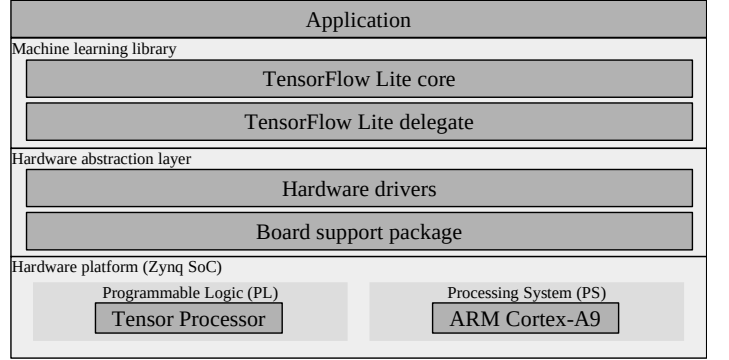 Application
Machine learning library
TensorFlow Lite core
TensorFlow Lite delegate
Hardware abstraction layer
Hardware drivers
Board support package
Hardware platform (Zynq SoC)
Programmable Logic (PL)
Tensor Processor
Processing System (PS)
ARM Cortex-A9